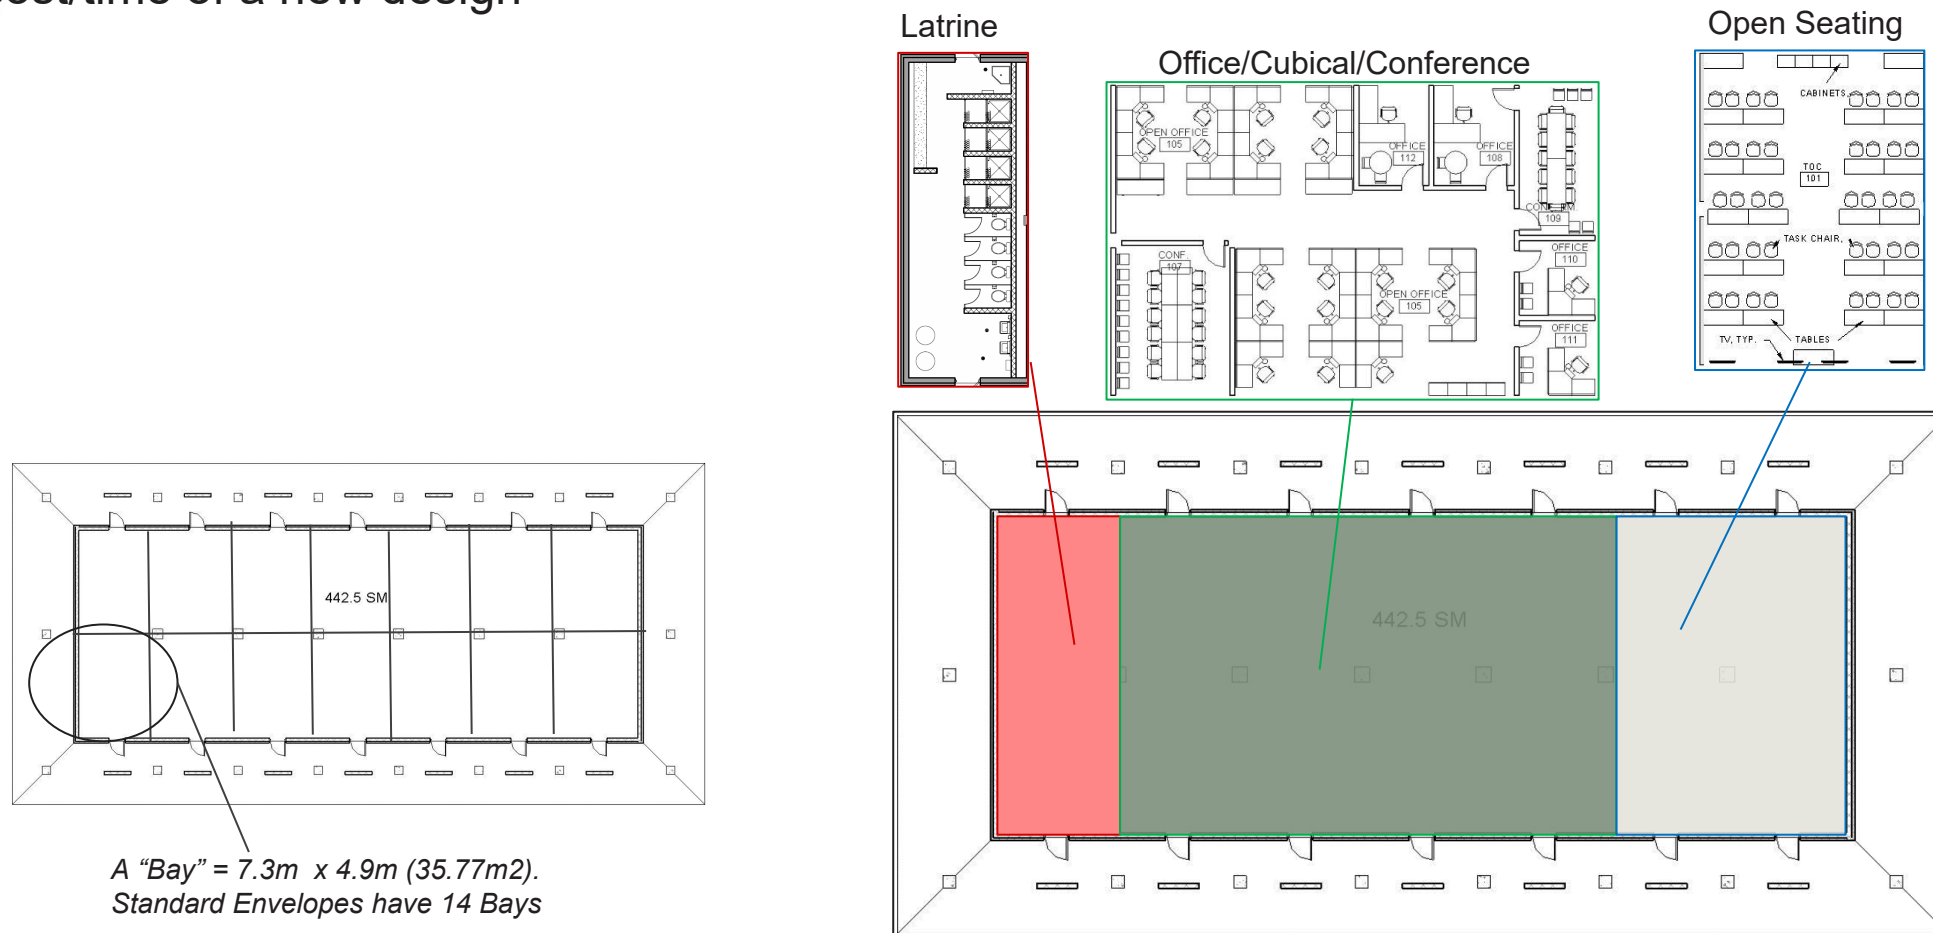 cost/time of a new design
Latrine
Office/Cubical/Conference
Open Seating
OPEN OFFICE
105
OFFICE
112
OFFICE
108
109
CONF.
107
OPEN OFFICE
105
OFFICE
110
OFFICE
111
CABINETS,
TOC
101
TASK CHAIR,
TV, TYP.
TABLES
442.5 SM
442.5 SM
A “Bay” = 7.3m x 4.9m (35.77m2).
Standard Envelopes have 14 Bays